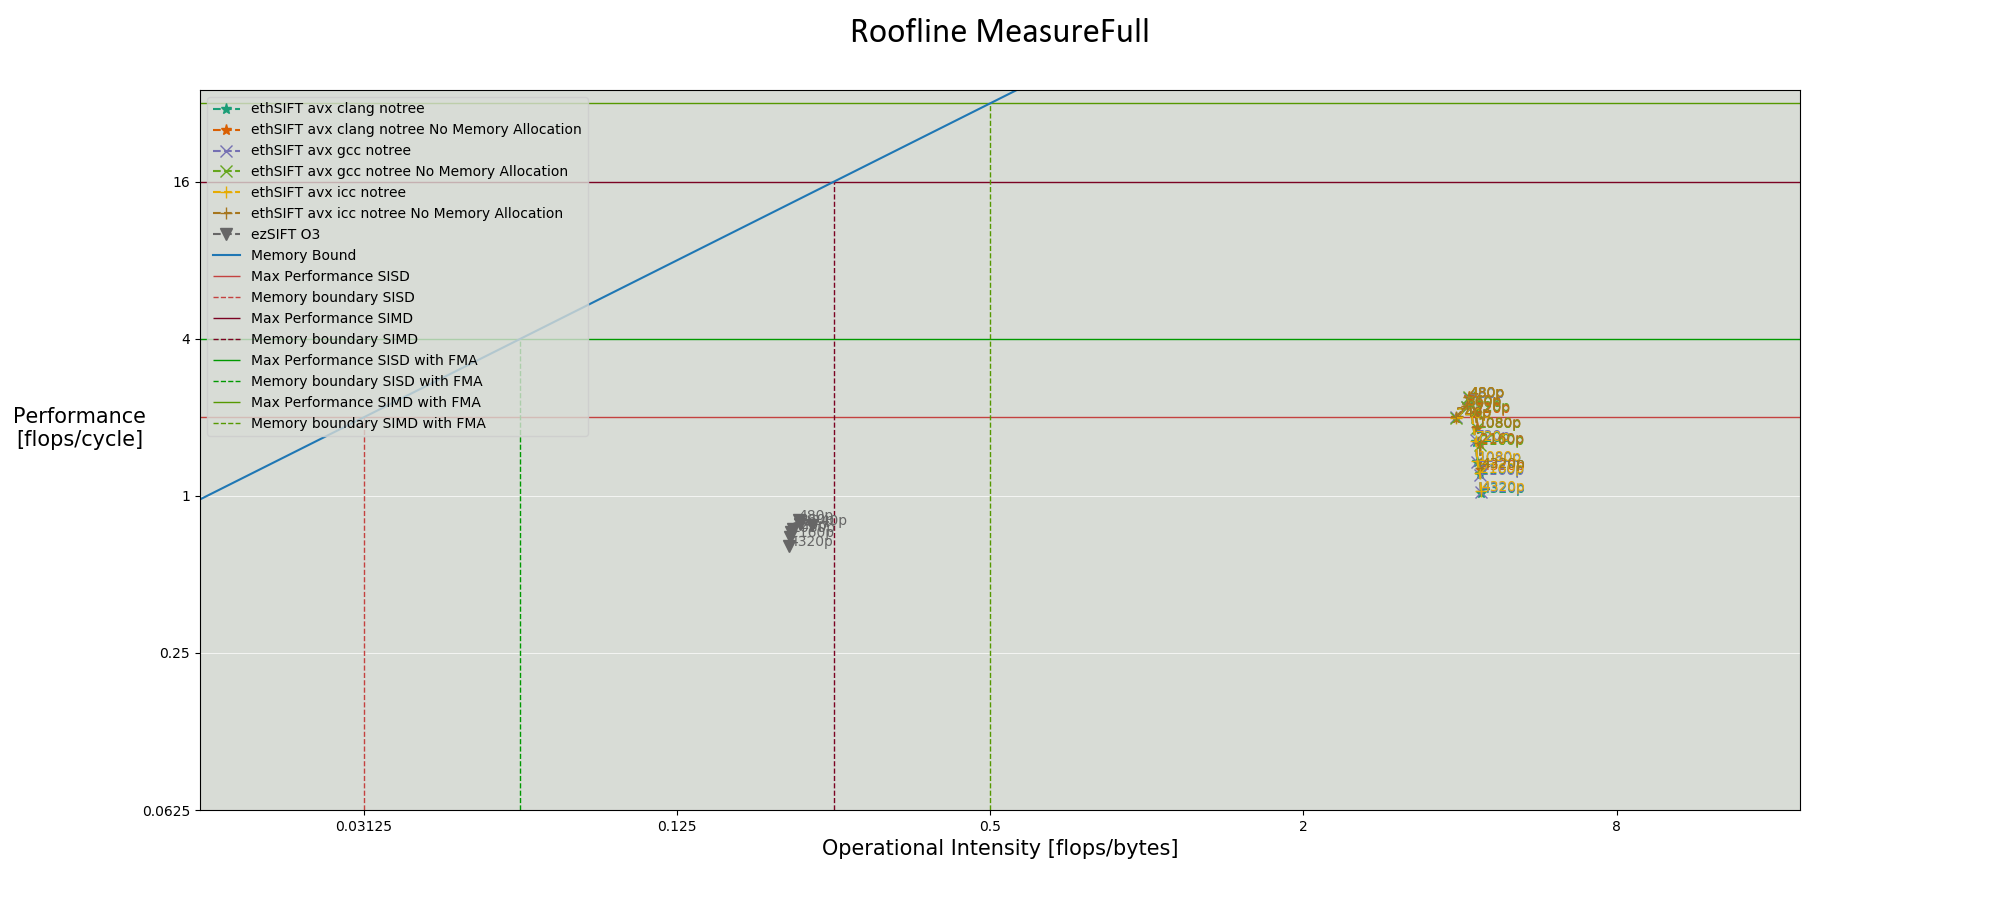 Roofline MeasureFull
Performance
[flops/cycle]
16
4
1
0.25
0.0625
ethSIFT avx clang notree
ethSIFT avx clang notree No Memory Allocation
ethSIFT avx gcc notree
ethSIFT avx gcc notree No Memory Allocation
ethSIFT avx icc notree
ethSIFT avx icc notree No Memory Allocation
ezSIFT O3
Memory Bound
Max Performance SISD
Memory boundary SISD
Max Performance SIMD
Memory boundary SIMD
Max Performance SISD with FMA
Memory boundary SISD with FMA
Max Performance SIMD with FMA
Memory boundary SIMD with FMA
480p
1080p
2160p
4320p
1080p
2160p
4320p
480p
2160p
4320p
0.03125
0.125
0.5
2
8
Operational Intensity [flops/bytes]